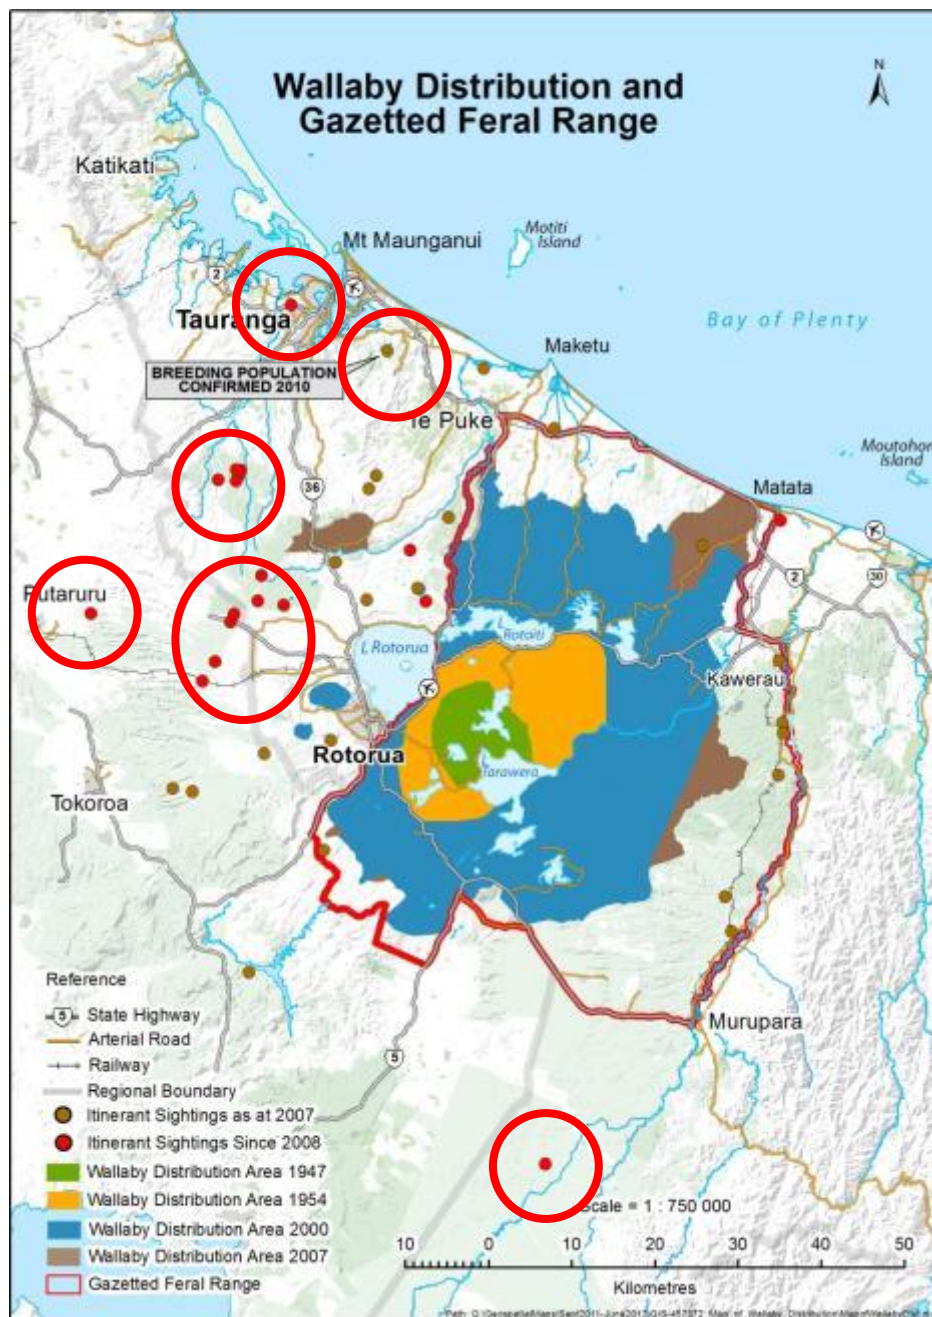 Wallaby Distribution and
Gazetted Feral Range
N
Katikati
Mt Maunganui
Motiti
Island
2
Tauranga
Bay of Plenty
BREEDING POPULATION
CONFIRMED 2010
Maketu
Te Puke
Moutohora
Island
36
Matata
2
30
Putaruru
L
Rotoiti
L Rotorua
Kawerau
Rotorua
L
Tarawera
Tokoroa
Murupara
5
Reference
5 State Highway
Arterial Road
Railway
Regional Boundary
Itinerant Sightings as at 2007
Itinerant Sightings Since 2008
Wallaby Distribution Area 1947
Wallaby Distribution Area 1954
Wallaby Distribution Area 2000
Wallaby Distribution Area 2007
Gazetted Feral Range
Scale = 1 : 750 000
10 0 10 20 30 40 50
Kilometres